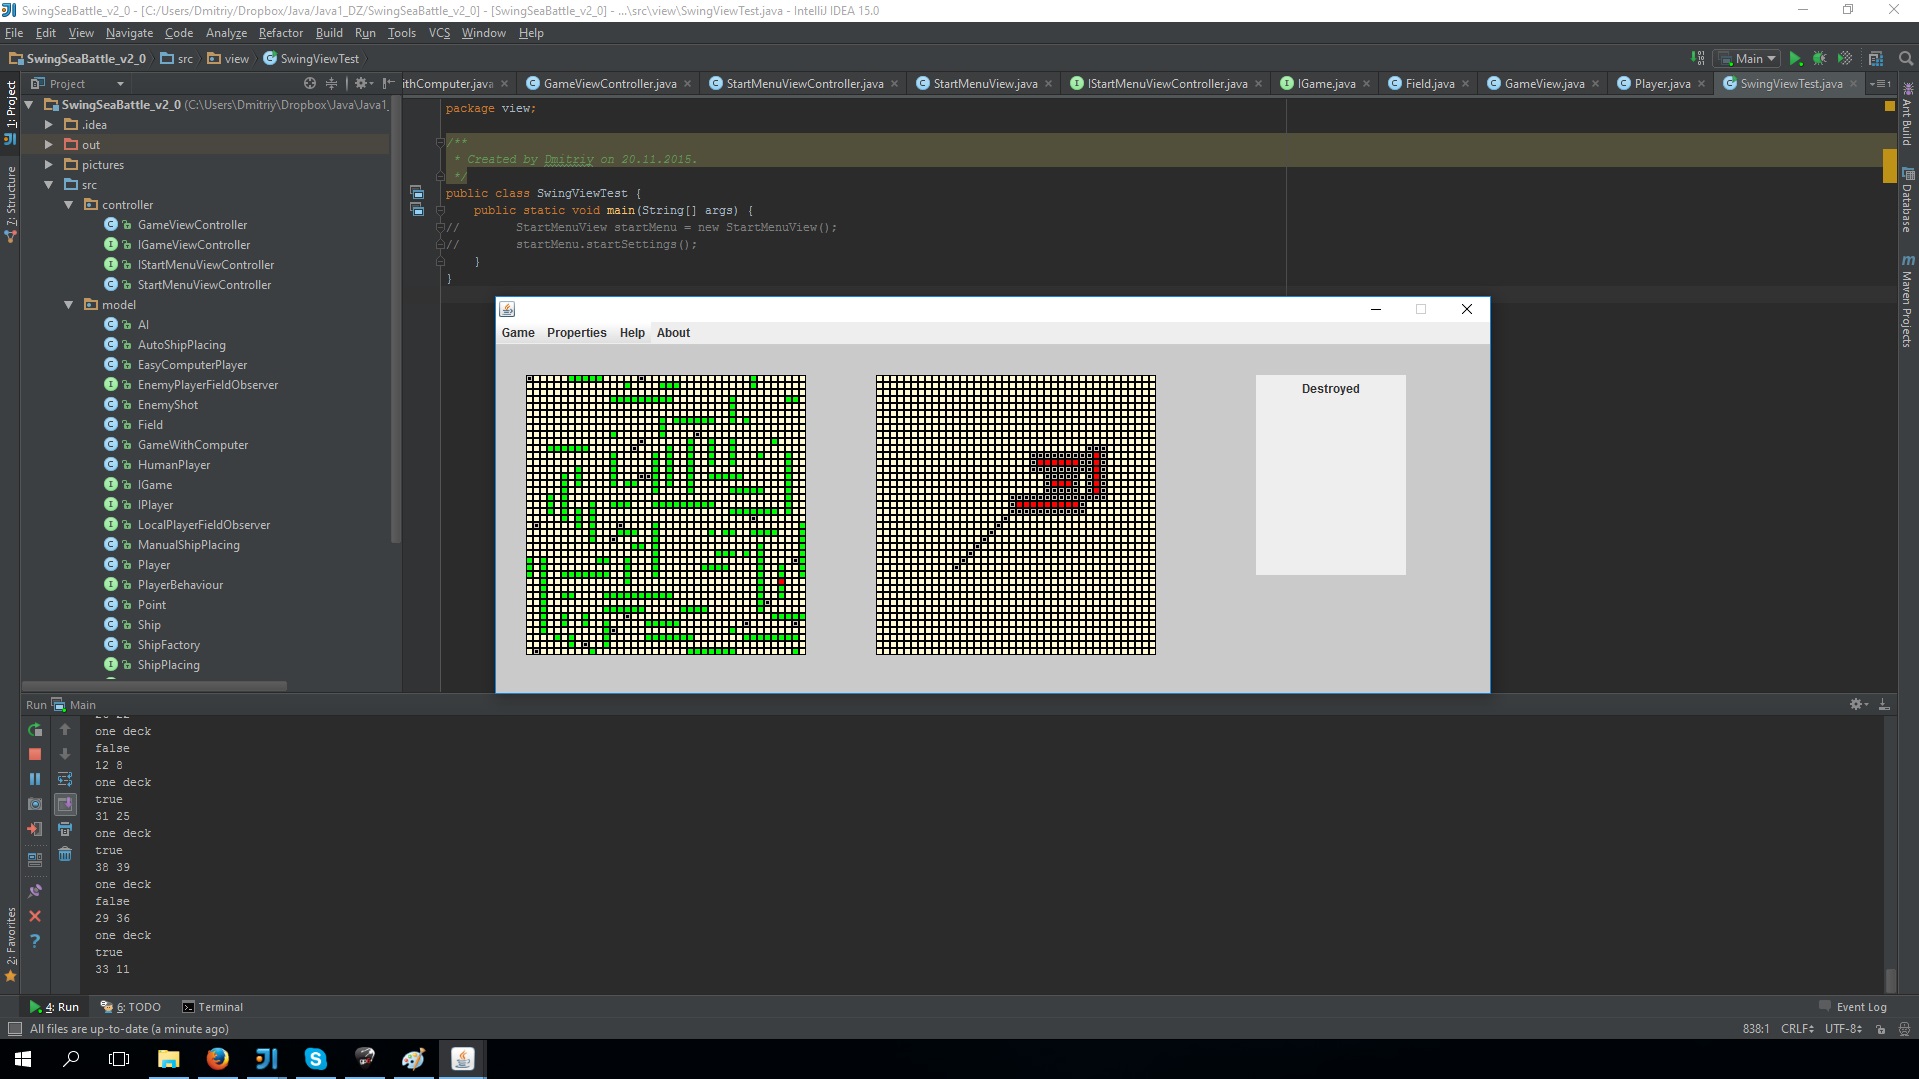 SwingSeaBattle_v2_0 - [C:/Users/Dmitriy/Dropbox/Java/Java1_DZ/SwingSeaBattle_v2_0] - [SwingSeaBattle_v2_0] - ...\src\view\SwingViewTest.java - IntelliJ IDEA 15.0
File Edit View Navigate Code Analyze Refactor Build Run Tools VCS Window Help
SwingSeaBattle_v2_0 src view SwingViewTest Main
Project ithComputer.java GameViewController.java StartMenuViewController.java StartMenuView.java IStartMenuViewController.java IGame.java Field.java GameView.java Player.java SwingViewTest.java
1: Project
7: Structure
2: Favorites
SwingSeaBattle_v2_0 (C:\Users\Dmitriy\Dropbox\Java\Java1_
.idea
out
pictures
src
controller
GameViewController
IGameViewController
IStartMenuViewController
StartMenuViewController
model
AI
AutoShipPlacing
EasyComputerPlayer
EnemyPlayerFieldObserver
EnemyShot
Field
GameWithComputer
HumanPlayer
IGame
IPlayer
LocalPlayerFieldObserver
ManualShipPlacing
Player
PlayerBehaviour
Point
Ship
ShipFactory
ShipPlacing
package view;
/**
* Created by Dmitriy on 20.11.2015.
*/
public class SwingViewTest {
public static void main(String[] args) {
// StartMenuView startMenu = new StartMenuView();
// startMenu.startSettings();
}
}
Ant Build
Database
Maven Projects
Game Properties Help About
Destroyed
Run Main
one deck
false
12 8
one deck
true
31 25
one deck
true
38 39
one deck
false
29 36
one deck
true
33 11
4: Run 6: TODO Terminal Event Log
All files are up-to-date (a minute ago) 838:1 CRLF UTF-8